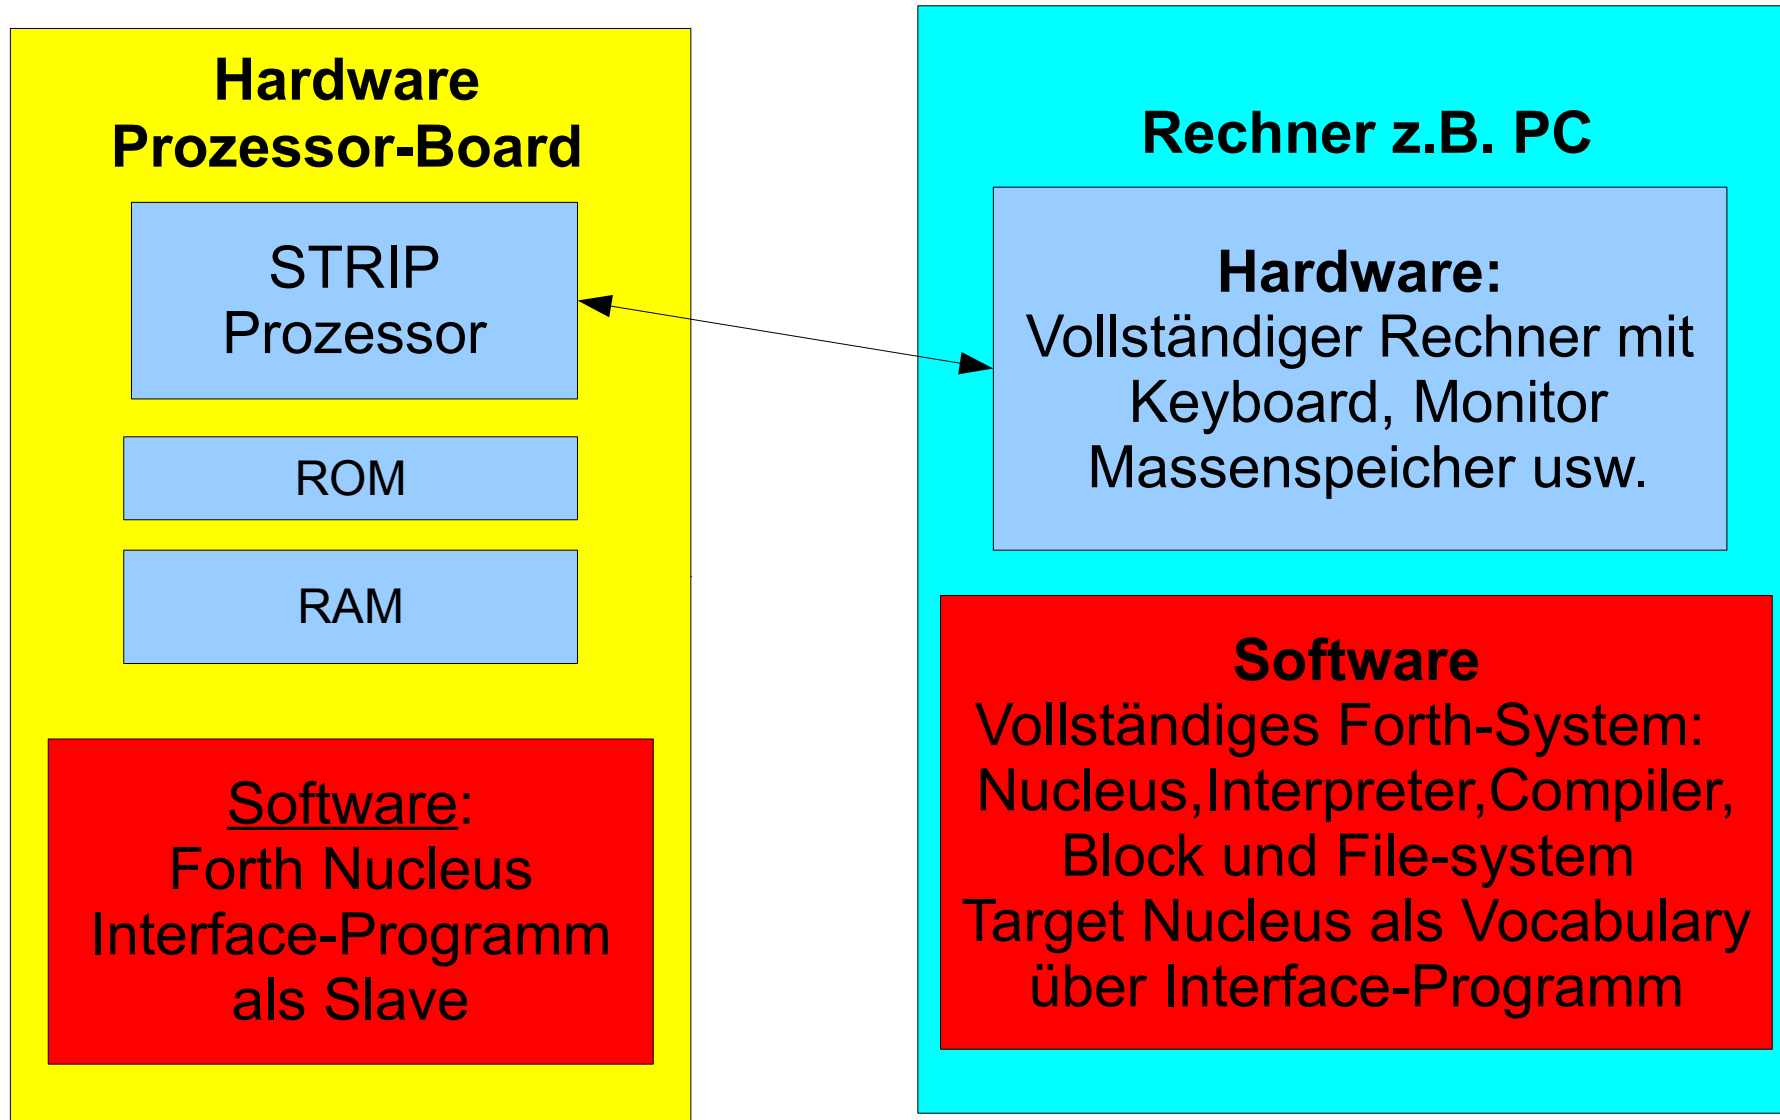 Hardware
Prozessor-Board
STRIP
Prozessor
ROM
RAM
Software:
Forth Nucleus
Interface-Programm
als Slave
Rechner z.B. PC
Hardware:
Vollständiger Rechner mit
Keyboard, Monitor
Massenspeicher usw.
Software
Vollständiges Forth-System:
Nucleus,Interpreter,Compiler,
Block und File-system
Target Nucleus als Vocabulary
über Interface-Programm